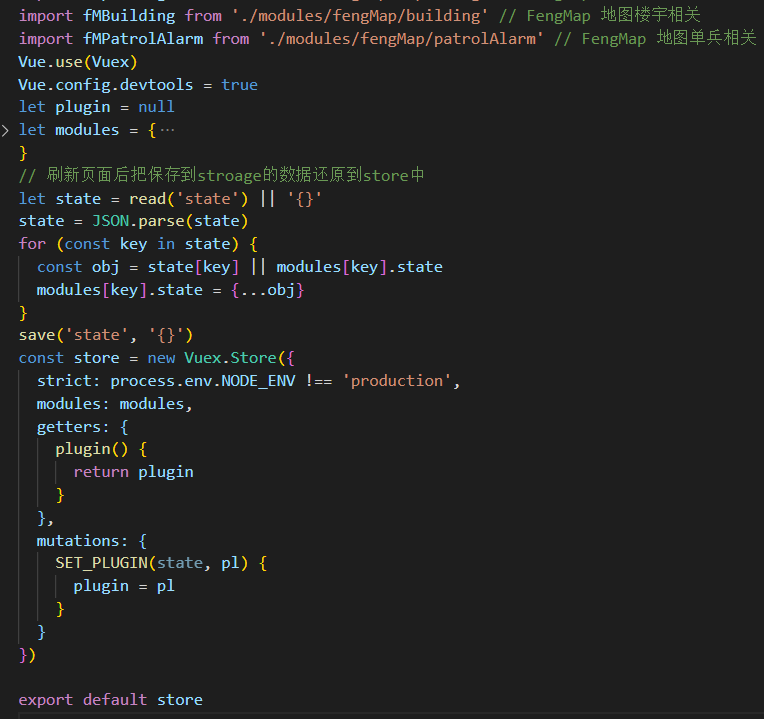 import fMBuilding from './modules/fengMap/building' // FengMap 地图楼宇相关
import fMPatrolAlarm from './modules/fengMap/patrolAlarm' // FengMap 地图单兵相关
Vue.use(Vuex)
Vue.config.devtools = true
let plugin = null
let modules = {…
}
// 刷新页面后把保存到stroage的数据还原到store中
let state = read('state') || '{}'
state = JSON.parse(state)
for (const key in state) {
  const obj = state[key] || modules[key].state
  modules[key].state = {...obj}
}
save('state', '{}')
const store = new Vuex.Store({
  strict: process.env.NODE_ENV !== 'production',
  modules: modules,
  getters: {
    plugin() {
      return plugin
    }
  },
  mutations: {
    SET_PLUGIN(state, pl) {
      plugin = pl
    }
  }
})
export default store